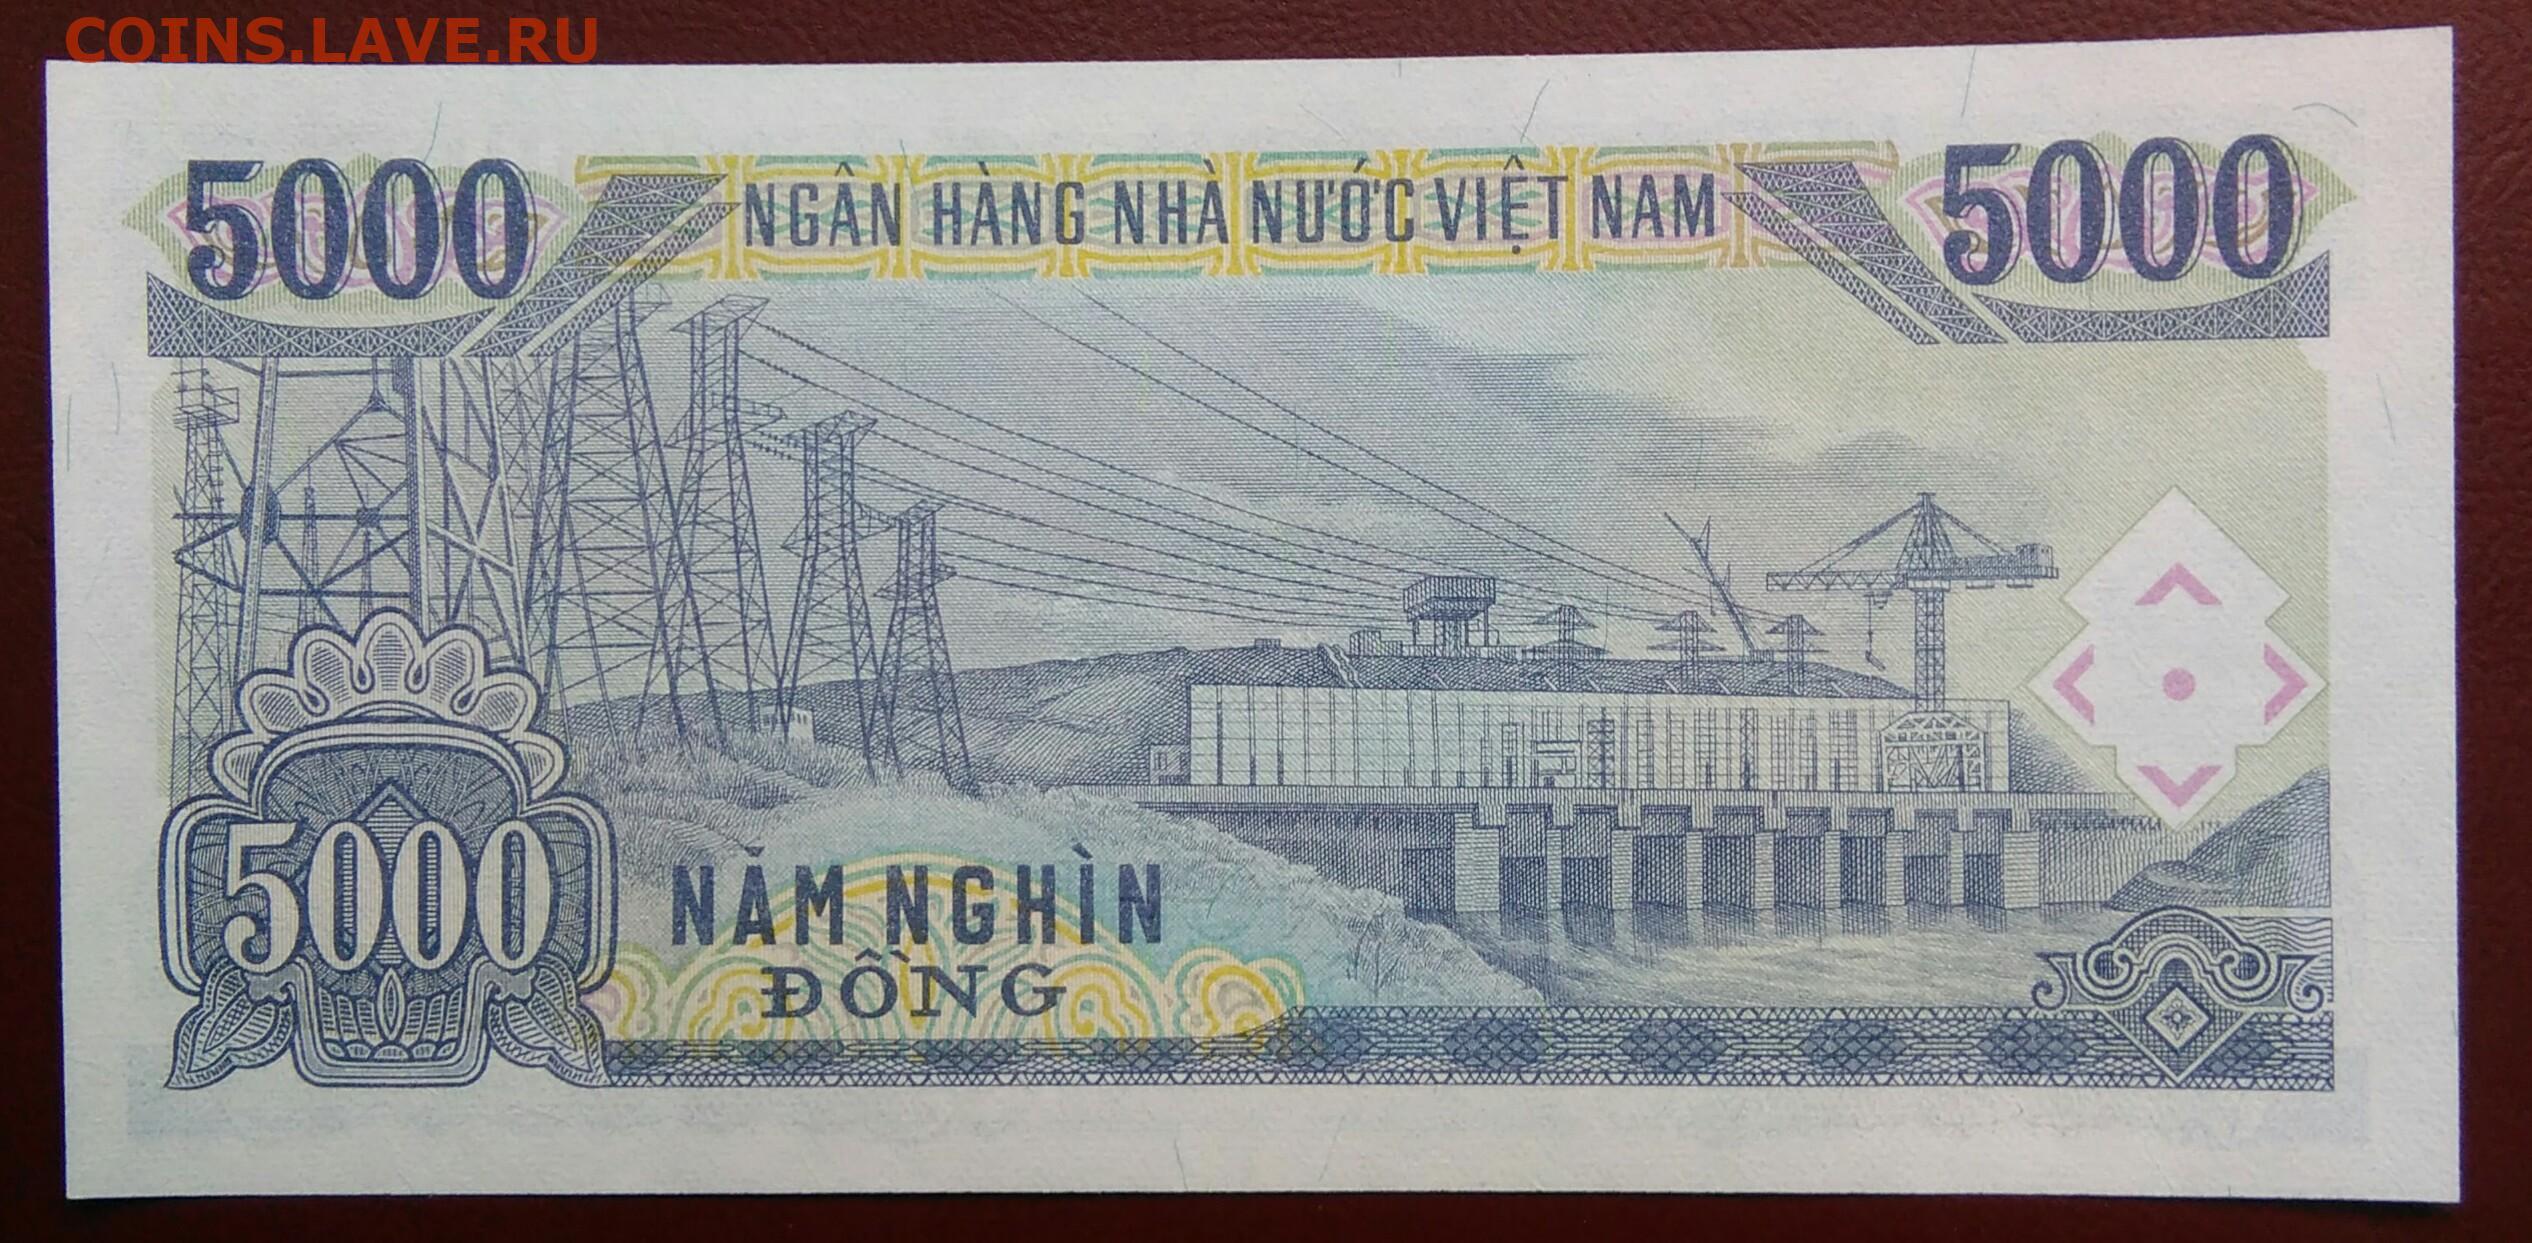 COINS.LAVE.RU
5000 NGÂN HÀNG NHÀ NƯỚC VIỆT NAM 5000
5000
NĂM NGHÌN
ĐỒNG